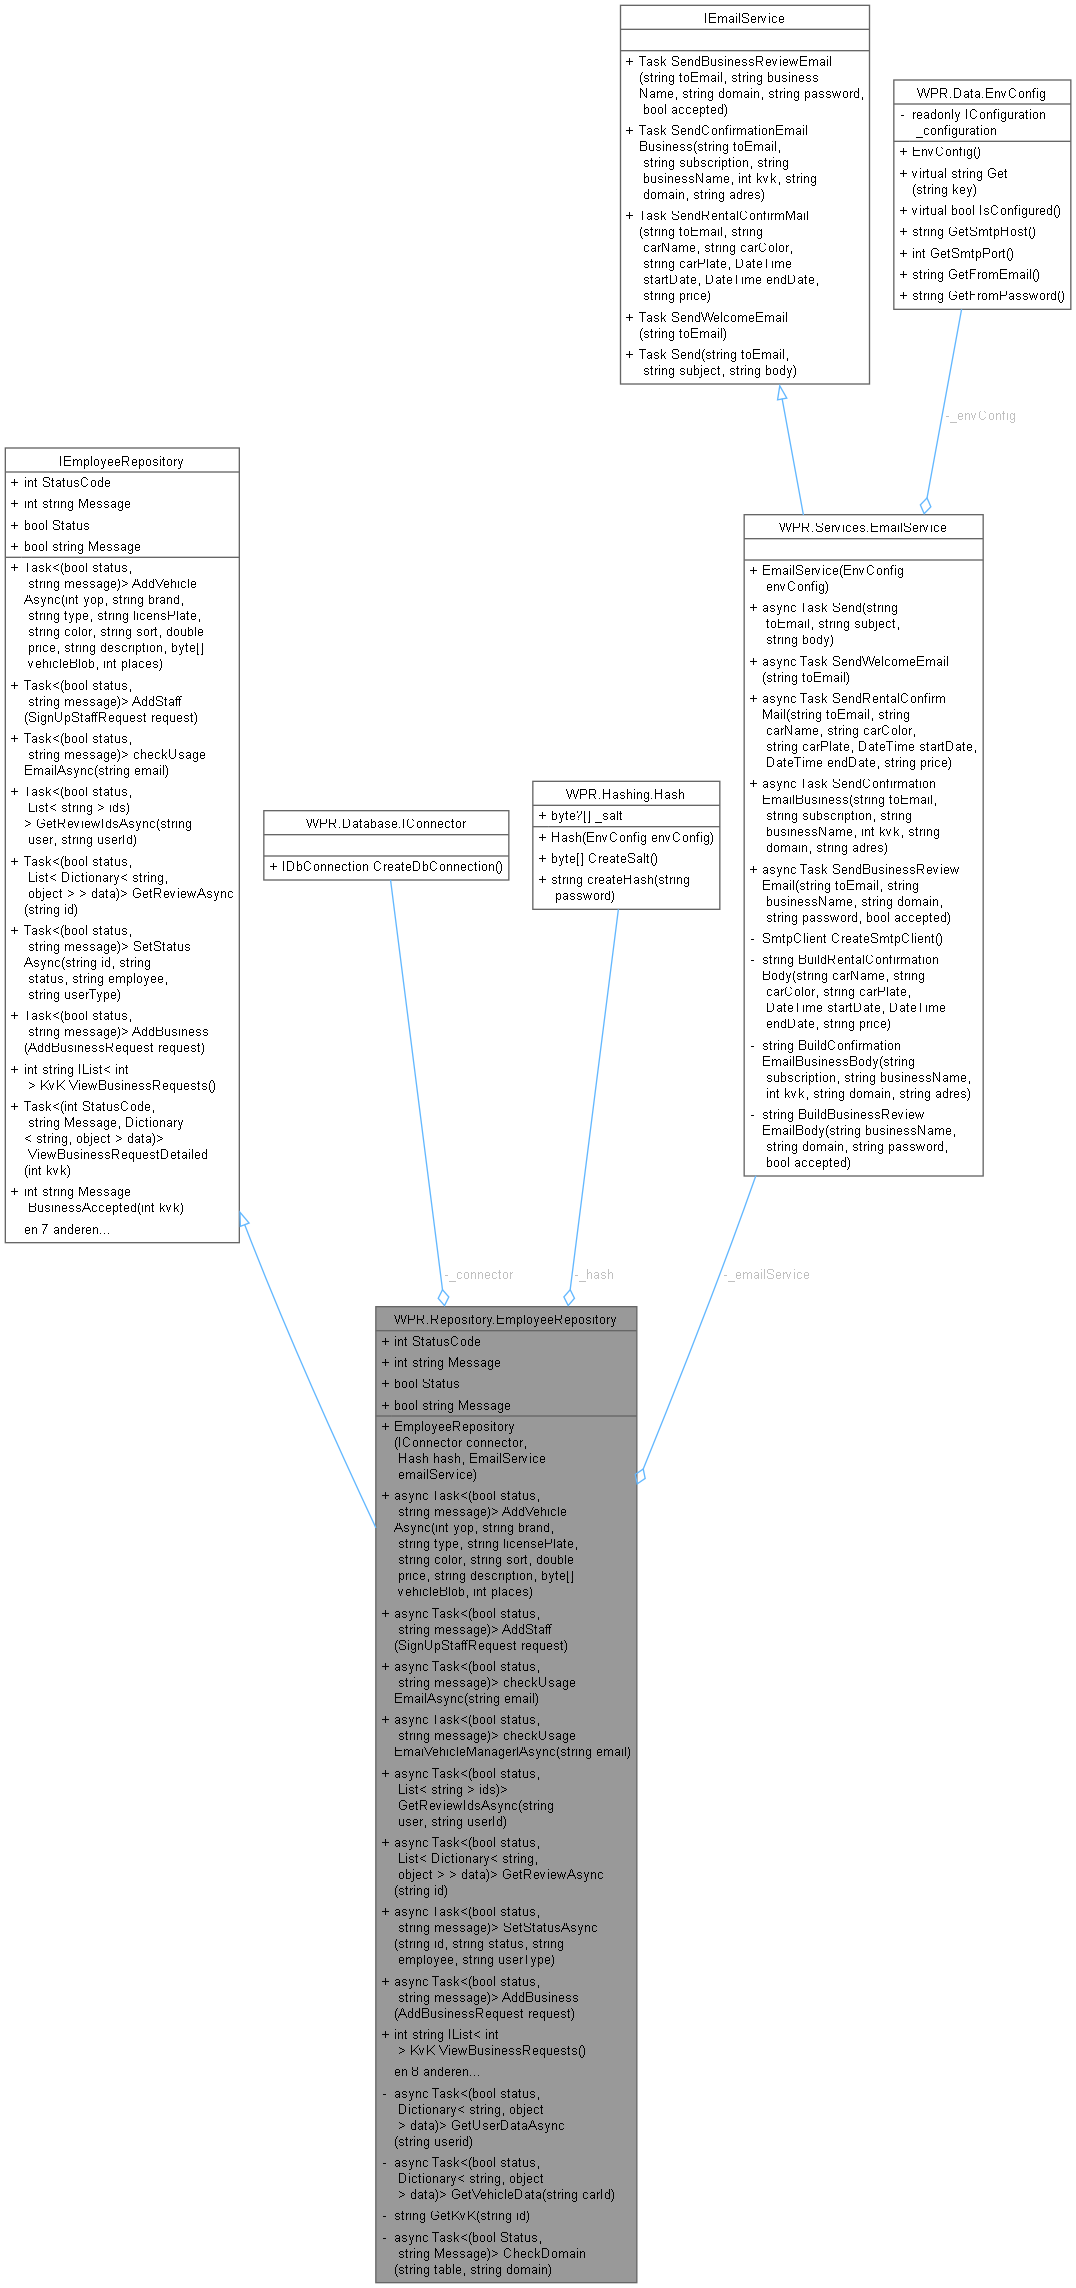 IEmailService
+ Task SendBusinessReviewEmail
(string toEmail, string business
Name, string domain, string password,
bool accepted)
+ Task SendConfirmationEmail
Business(string toEmail,
string subscription, string
businessName, int kvk, string
domain, string adres)
+ Task SendRentalConfirmMail
(string toEmail, string
carName, string carColor,
string carPlate, DateTime
startDate, DateTime endDate,
string price)
+ Task SendWelcomeEmail
(string toEmail)
+ Task Send(string toEmail,
string subject, string body)
WPR.Data.EnvConfig
- readonly IConfiguration
_configuration
+ EnvConfig()
+ virtual string Get
(string key)
+ virtual bool IsConfigured()
+ string GetSmtpHost()
+ int GetSmtpPort()
+ string GetFromEmail()
+ string GetFromPassword()
-_envConfig
IEmployeeRepository
+ int StatusCode
+ int string Message
+ bool Status
+ bool string Message
+ Task<(bool status,
string message)> AddVehicle
Async(int yop, string brand,
string type, string licensPlate,
string color, string sort, double
price, string description, byte[]
vehicleBlob, int places)
+ Task<(bool status,
string message)> AddStaff
(SignUpStaffRequest request)
+ Task<(bool status,
string message)> checkUsage
EmailAsync(string email)
+ Task<(bool status,
List< string > ids)
> GetReviewIdsAsync(string
user, string userId)
+ Task<(bool status,
List< Dictionary< string,
object > > data)> GetReviewAsync
(string id)
+ Task<(bool status,
string message)> SetStatus
Async(string id, string
status, string employee,
string userType)
+ Task<(bool status,
string message)> AddBusiness
(AddBusinessRequest request)
+ int string IList< int
> KvK ViewBusinessRequests()
+ Task<(int StatusCode,
string Message, Dictionary
< string, object > data)>
ViewBusinessRequestDetailed
(int kvk)
+ int string Message
BusinessAccepted(int kvk)
en 7 anderen...
WPR.Services.EmailService
+ EmailService(EnvConfig
envConfig)
+ async Task Send(string
toEmail, string subject,
string body)
+ async Task SendWelcomeEmail
(string toEmail)
+ async Task SendRentalConfirm
Mail(string toEmail, string
carName, string carColor,
string carPlate, DateTime startDate,
DateTime endDate, string price)
+ async Task SendConfirmation
EmailBusiness(string toEmail,
string subscription, string
businessName, int kvk, string
domain, string adres)
+ async Task SendBusinessReview
Email(string toEmail, string
businessName, string domain,
string password, bool accepted)
- SmtpClient CreateSmtpClient()
- string BuildRentalConfirmation
Body(string carName, string
carColor, string carPlate,
DateTime startDate, DateTime
endDate, string price)
- string BuildConfirmation
EmailBusinessBody(string
subscription, string businessName,
int kvk, string domain, string adres)
- string BuildBusinessReview
EmailBody(string businessName,
string domain, string password,
bool accepted)
WPR.Database.IConnector
+ IDbConnection CreateDbConnection()
WPR.Hashing.Hash
+ byte?[] _salt
+ Hash(EnvConfig envConfig)
+ byte[] CreateSalt()
+ string createHash(string
password)
-_connector
-_hash
-_emailService
WPR.Repository.EmployeeRepository
+ int StatusCode
+ int string Message
+ bool Status
+ bool string Message
+ EmployeeRepository
(IConnector connector,
Hash hash, EmailService
emailService)
+ async Task<(bool status,
string message)> AddVehicle
Async(int yop, string brand,
string type, string licensePlate,
string color, string sort, double
price, string description, byte[]
vehicleBlob, int places)
+ async Task<(bool status,
string message)> AddStaff
(SignUpStaffRequest request)
+ async Task<(bool status,
string message)> checkUsage
EmailAsync(string email)
+ async Task<(bool status,
string message)> checkUsage
EmailVehicleManagerlAsync(string email)
+ async Task<(bool status,
List< string > ids)>
GetReviewIdsAsync(string
user, string userId)
+ async Task<(bool status,
List< Dictionary< string,
object > > data)> GetReviewAsync
(string id)
+ async Task<(bool status,
string message)> SetStatusAsync
(string id, string status, string
employee, string userType)
+ async Task<(bool status,
string message)> AddBusiness
(AddBusinessRequest request)
+ int string IList< int
> KvK ViewBusinessRequests()
en 8 anderen...
- async Task<(bool status,
Dictionary< string, object
> data)> GetUserDataAsync
(string userid)
- async Task<(bool status,
Dictionary< string, object
> data)> GetVehicleData(string carId)
- string GetKvK(string id)
- async Task<(bool Status,
string Message)> CheckDomain
(string table, string domain)